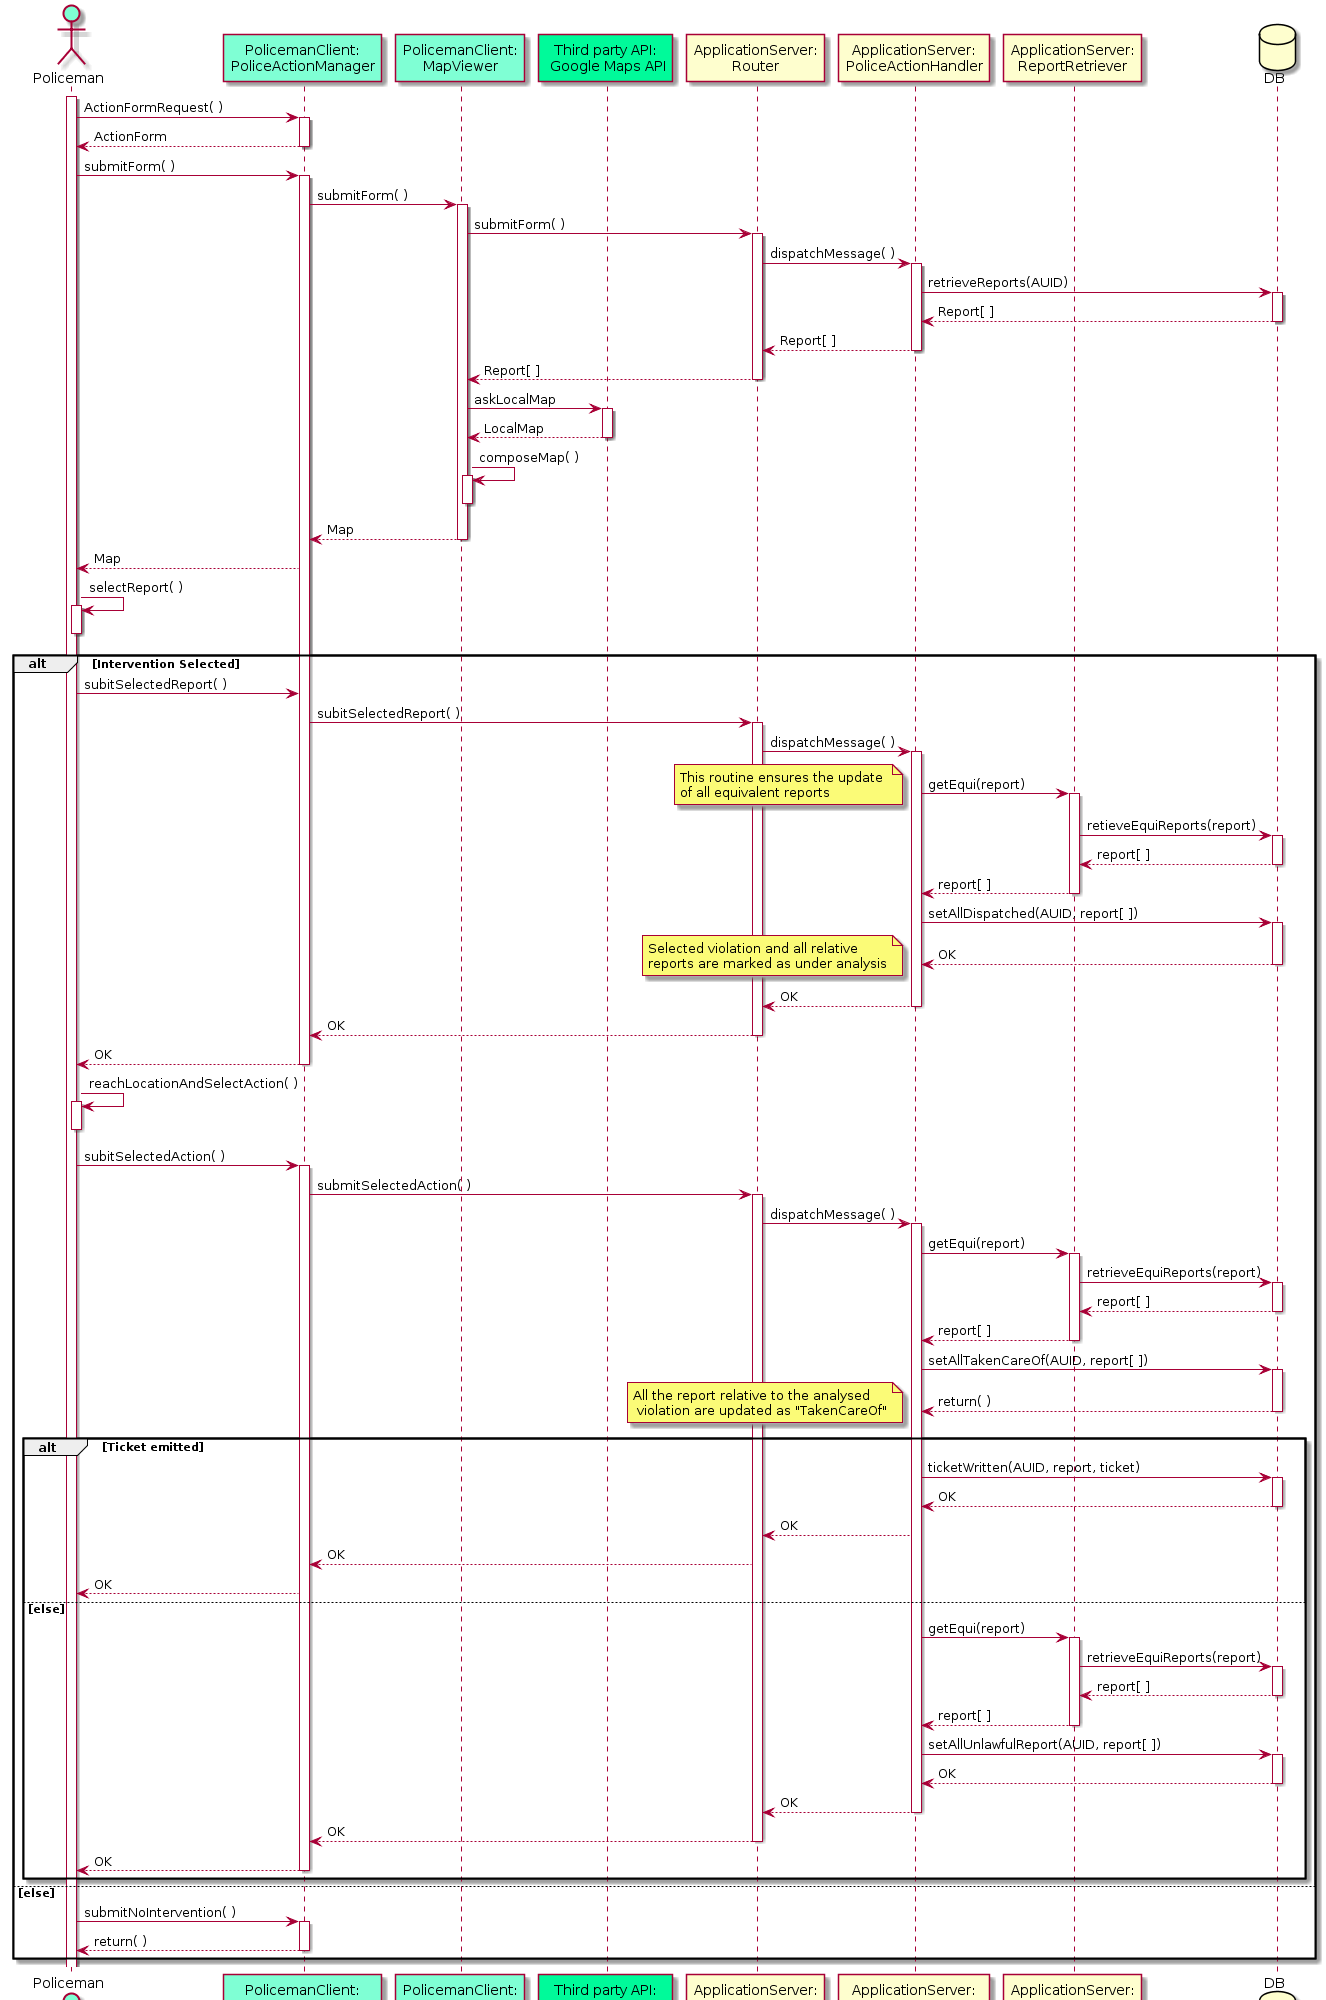 Policeman
PolicemanClient:
PoliceActionManager
PolicemanClient:
MapViewer
Third party API:
Google Maps API
ApplicationServer:
Router
ApplicationServer:
PoliceActionHandler
ApplicationServer:
ReportRetriever
DB
ActionFormRequest( )
ActionForm
submitForm( )
submitForm( )
submitForm( )
dispatchMessage( )
retrieveReports(AUID)
Report[ ]
Report[ ]
Report[ ]
askLocalMap
LocalMap
composeMap( )
Map
Map
selectReport( )
alt [Intervention Selected]
subitSelectedReport( )
subitSelectedReport( )
dispatchMessage( )
This routine ensures the update
of all equivalent reports
getEqui(report)
retieveEquiReports(report)
report[ ]
report[ ]
setAllDispatched(AUID, report[ ])
Selected violation and all relative
reports are marked as under analysis
OK
OK
OK
OK
reachLocationAndSelectAction( )
subitSelectedAction( )
submitSelectedAction( )
dispatchMessage( )
getEqui(report)
retrieveEquiReports(report)
report[ ]
report[ ]
setAllTakenCareOf(AUID, report[ ])
All the report relative to the analysed
violation are updated as "TakenCareOf"
return( )
alt [Ticket emitted]
ticketWritten(AUID, report, ticket)
OK
OK
OK
OK
[else]
getEqui(report)
retrieveEquiReports(report)
report[ ]
report[ ]
setAllUnlawfulReport(AUID, report[ ])
OK
OK
OK
OK
[else]
submitNoIntervention( )
return( )
Policeman
PolicemanClient:
PolicemanClient:
Third party API:
ApplicationServer:
ApplicationServer:
ApplicationServer:
DB